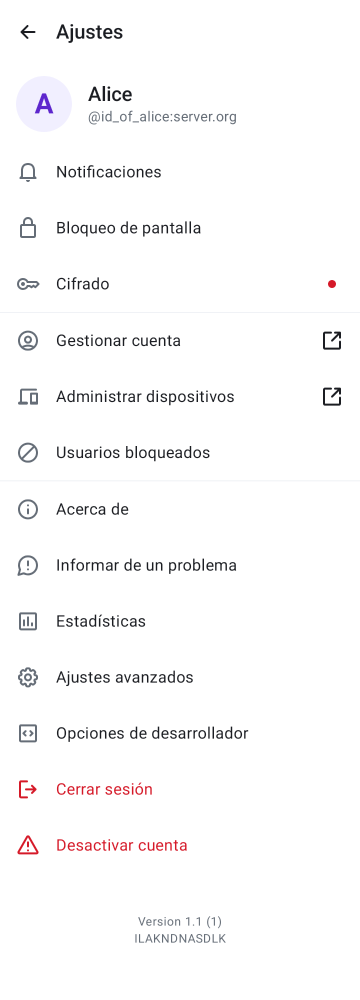 Ajustes
A
Alice
@id_of_alice:server.org
Notificaciones
Bloqueo de pantalla
Cifrado
Gestionar cuenta
Administrar dispositivos
Usuarios bloqueados
Acerca de
Informar de un problema
Estadísticas
Ajustes avanzados
Opciones de desarrollador
Cerrar sesión
Desactivar cuenta
Version 1.1 (1)
ILAKNDNASDLK